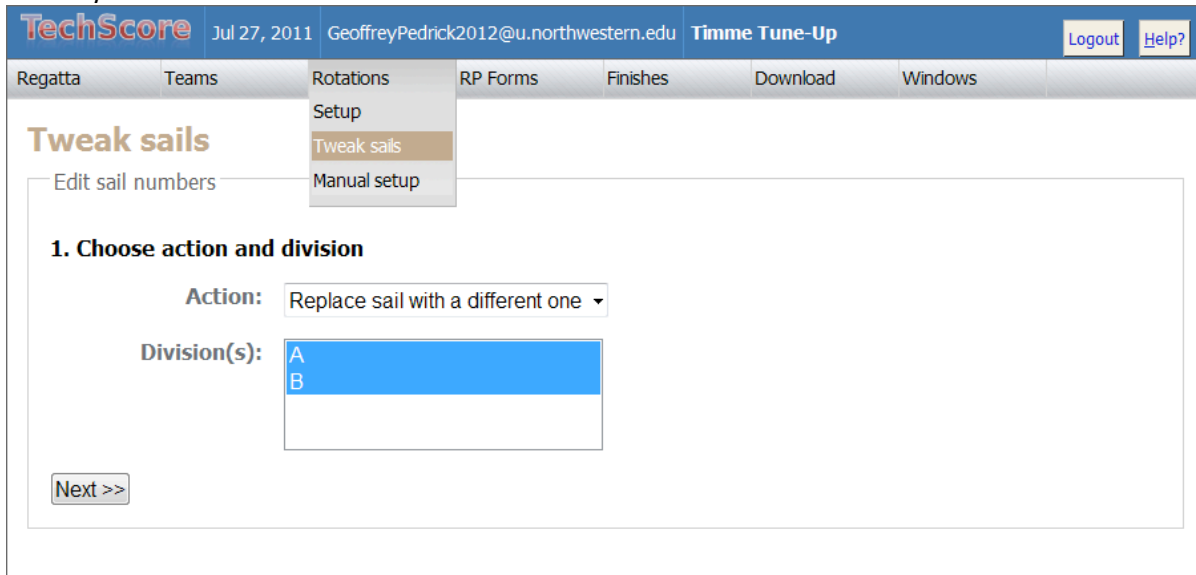 TechScore Jul 27, 2011 GeoffreyPedrick2012@u.northwestern.edu Timme Tune-Up Logout Help?
Regatta Teams Rotations RP Forms Finishes Download Windows
Setup
Tweak sails
Manual setup
Tweak sails
Edit sail numbers
1. Choose action and division
Action: Replace sail with a different one
Division(s): A
B
Next >>